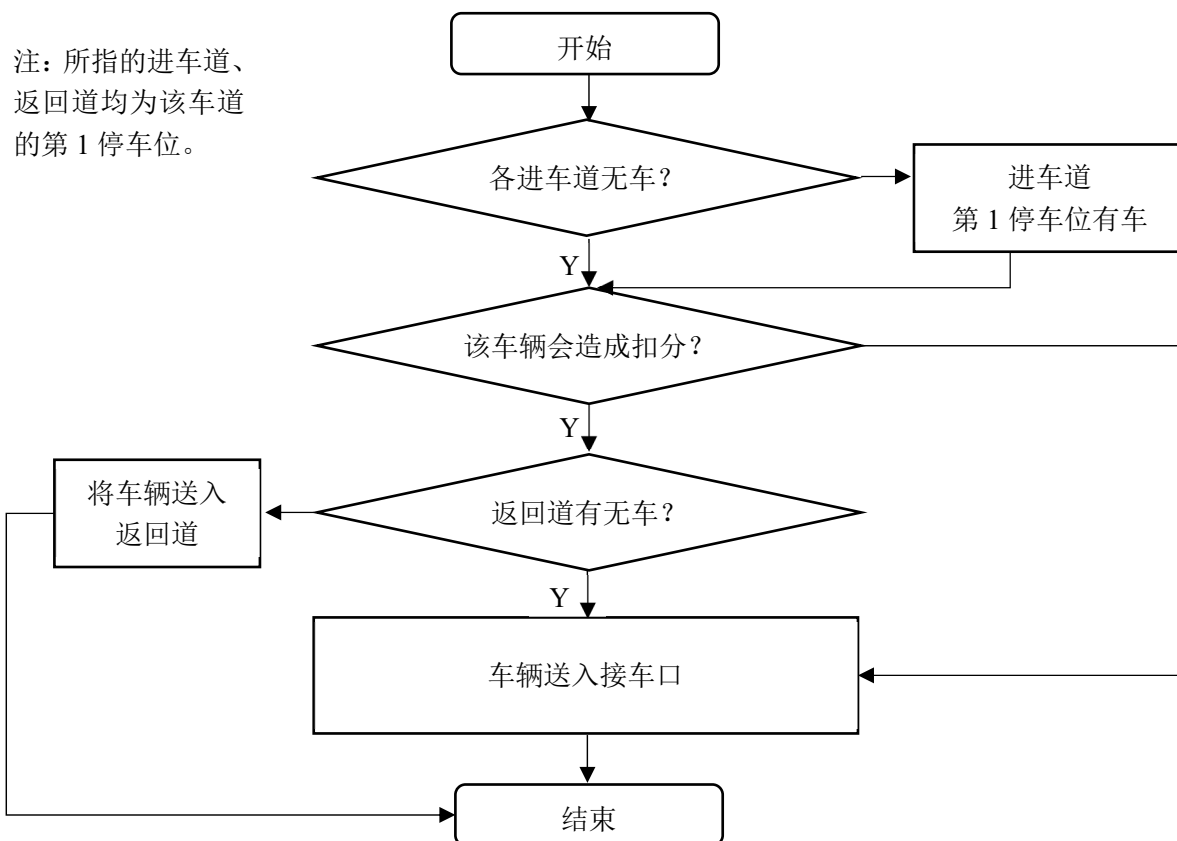 开始
注：所指的进车道、
返回道均为该车道
的第 1 停车位。
各进车道无车？
进车道
第 1 停车位有车
Y
该车辆会造成扣分？
Y
将车辆送入
返回道
返回道有无车？
Y
车辆送入接车口
结束